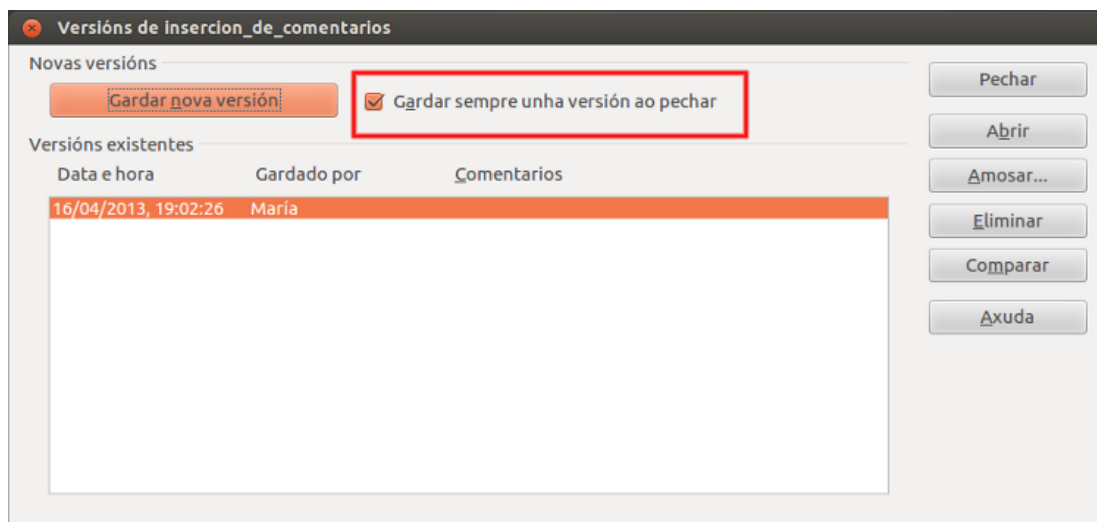 Versións de insercion_de_comentarios
Novas versións
Gardar nova versión
Gardar sempre unha versión ao pechar
Versións existentes
Data e hora Gardado por Comentarios
16/04/2013, 19:02:26 María
Pechar
Abrir
Amosar...
Eliminar
Comparar
Axuda